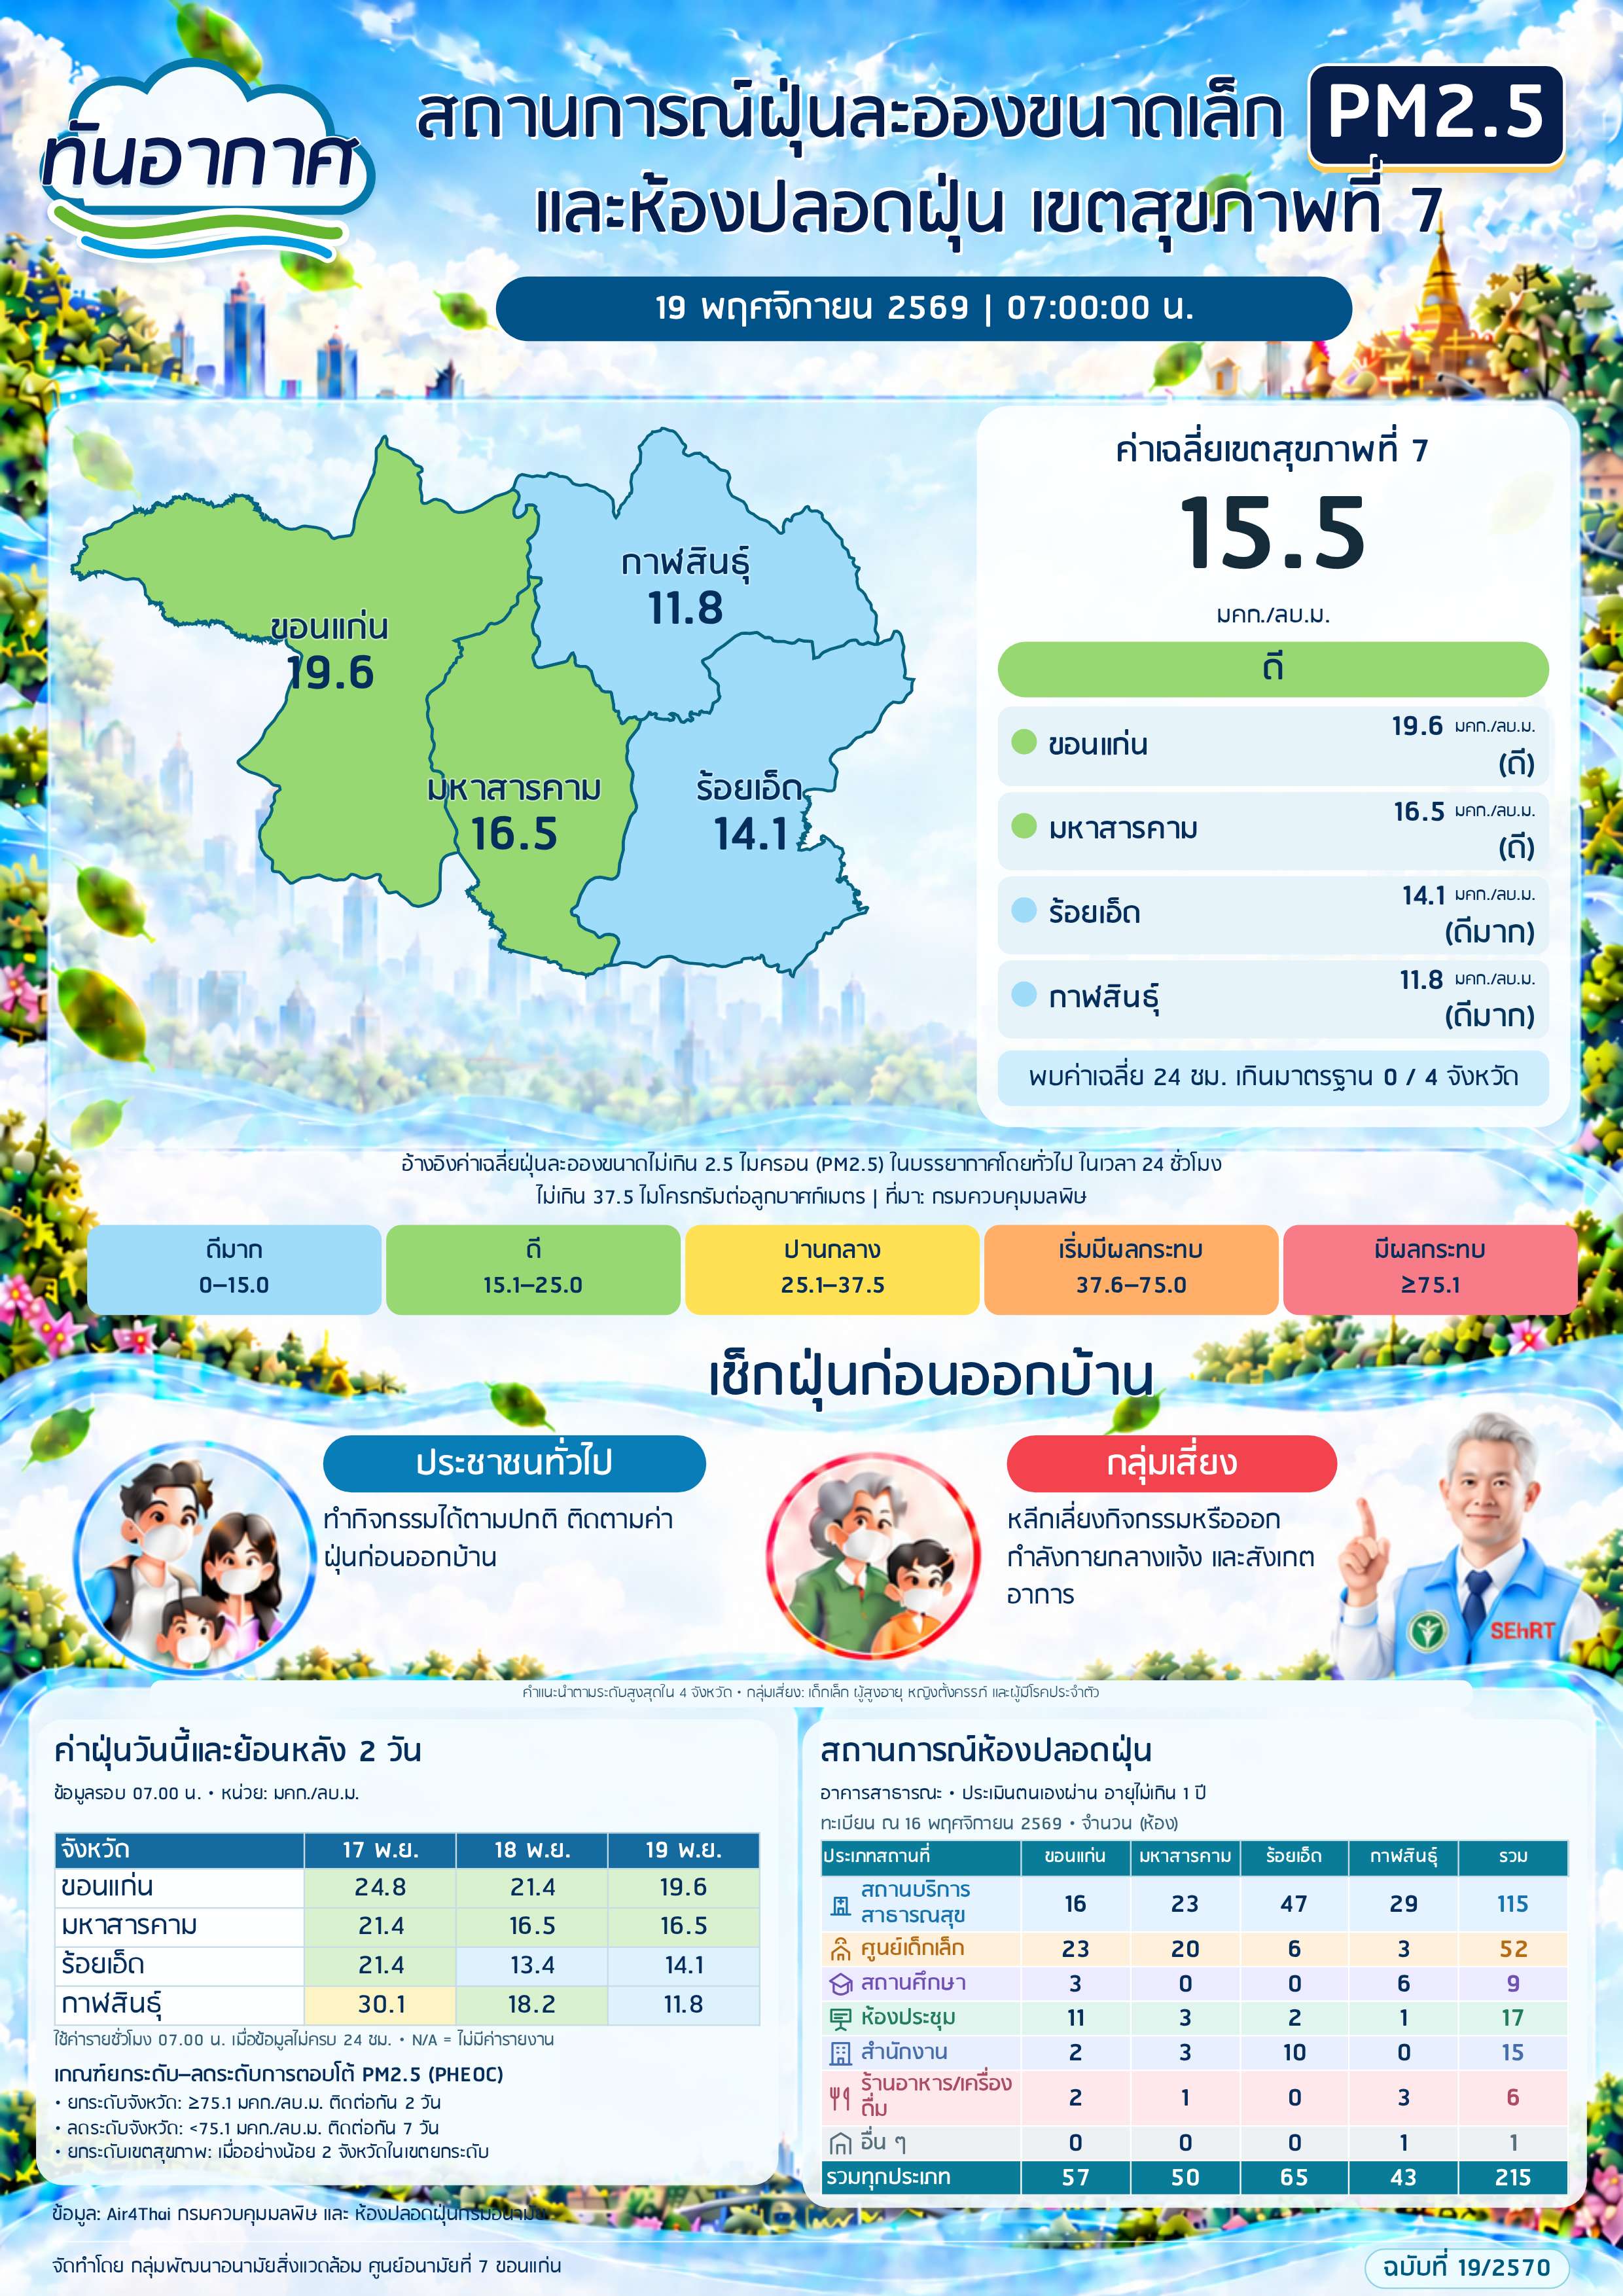 ทันอากาศ
สถานการณ์ฝุ่นละอองขนาดเล็ก PM2.5
และห้องปลอดฝุ่น เขตสุขภาพที่ 7
19 พฤศจิกายน 2569 | 07:00:00 น.
ขอนแก่น
19.6
กาฬสินธุ์
11.8
มหาสารคาม
16.5
ร้อยเอ็ด
14.1
ค่าเฉลี่ยเขตสุขภาพที่ 7
15.5
มคก./ลบ.ม.
ดี
ขอนแก่น 19.6 มคก./ลบ.ม.
(ดี)
มหาสารคาม 16.5 มคก./ลบ.ม.
(ดี)
ร้อยเอ็ด 14.1 มคก./ลบ.ม.
(ดีมาก)
กาฬสินธุ์ 11.8 มคก./ลบ.ม.
(ดีมาก)
พบค่าเฉลี่ย 24 ชม. เกินมาตรฐาน 0 / 4 จังหวัด
อ้างอิงค่าเฉลี่ยฝุ่นละอองขนาดไม่เกิน 2.5 ไมครอน (PM2.5) ในบรรยากาศโดยทั่วไป ในเวลา 24 ชั่วโมง
ไม่เกิน 37.5 ไมโครกรัมต่อลูกบาศก์เมตร | ที่มา: กรมควบคุมมลพิษ
ดีมาก ดี ปานกลาง เริ่มมีผลกระทบ มีผลกระทบ
0–15.0 15.1–25.0 25.1–37.5 37.6–75.0 ≥75.1
เช็กฝุ่นก่อนออกบ้าน
ประชาชนทั่วไป
ทำกิจกรรมได้ตามปกติ ติดตามค่า
ฝุ่นก่อนออกบ้าน
กลุ่มเสี่ยง
หลีกเลี่ยงกิจกรรมหรือออก
กำลังกายกลางแจ้ง และสังเกต
อาการ
SEhRT
คำแนะนำตามระดับสูงสุดใน 4 จังหวัด • กลุ่มเสี่ยง: เด็กเล็ก ผู้สูงอายุ หญิงตั้งครรภ์ และผู้มีโรคประจำตัว
ค่าฝุ่นวันนี้และย้อนหลัง 2 วัน
ข้อมูลรอบ 07.00 น. • หน่วย: มคก./ลบ.ม.
จังหวัด 17 พ.ย. 18 พ.ย. 19 พ.ย.
ขอนแก่น 24.8 21.4 19.6
มหาสารคาม 21.4 16.5 16.5
ร้อยเอ็ด 21.4 13.4 14.1
กาฬสินธุ์ 30.1 18.2 11.8
ใช้ค่ารายชั่วโมง 07.00 น. เมื่อข้อมูลไม่ครบ 24 ชม. • N/A = ไม่มีค่ารายงาน
เกณฑ์ยกระดับ–ลดระดับการตอบโต้ PM2.5 (PHEOC)
• ยกระดับจังหวัด: ≥75.1 มคก./ลบ.ม. ติดต่อกัน 2 วัน
• ลดระดับจังหวัด: <75.1 มคก./ลบ.ม. ติดต่อกัน 7 วัน
• ยกระดับเขตสุขภาพ: เมื่ออย่างน้อย 2 จังหวัดในเขตยกระดับ
สถานการณ์ห้องปลอดฝุ่น
อาคารสาธารณะ • ประเมินตนเองผ่าน อายุไม่เกิน 1 ปี
ทะเบียน ณ 16 พฤศจิกายน 2569 • จำนวน (ห้อง)
ประเภทสถานที่ ขอนแก่น มหาสารคาม ร้อยเอ็ด กาฬสินธุ์ รวม
สถานบริการ
สาธารณสุข 16 23 47 29 115
ศูนย์เด็กเล็ก 23 20 6 3 52
สถานศึกษา 3 0 0 6 9
ห้องประชุม 11 3 2 1 17
สำนักงาน 2 3 10 0 15
ร้านอาหาร/เครื่อง
ดื่ม 2 1 0 3 6
อื่น ๆ 0 0 0 1 1
รวมทุกประเภท 57 50 65 43 215
ข้อมูล: Air4Thai กรมควบคุมมลพิษ และ ห้องปลอดฝุ่นกรมอนามัย
จัดทำโดย กลุ่มพัฒนาอนามัยสิ่งแวดล้อม ศูนย์อนามัยที่ 7 ขอนแก่น
ฉบับที่ 19/2570